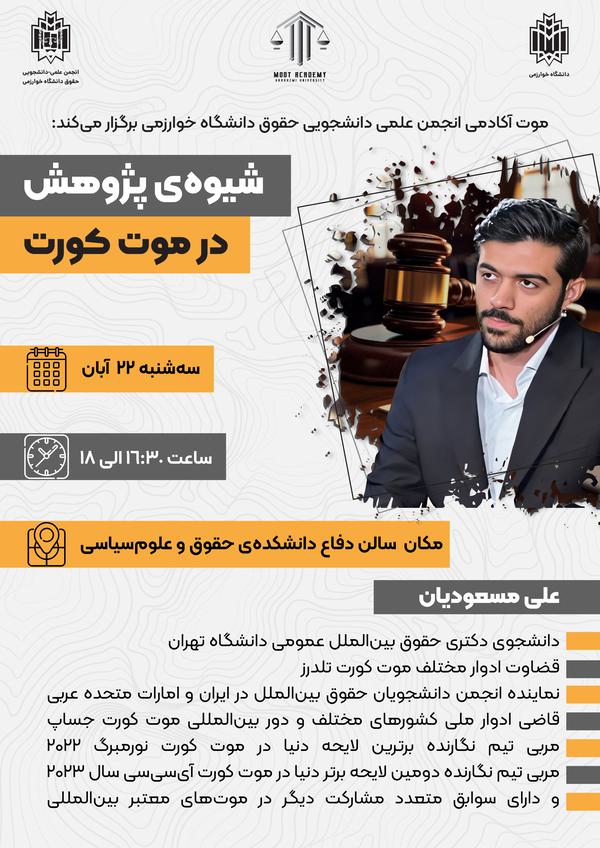 انجمن علمی-دانشجویی
حقوق دانشگاه خوارزمی
MOOT ACADEMY
KHARAZMI UNIVERSITY
دانشگاه خوارزمی
موت آکادمی انجمن علمی دانشجویی حقوق دانشگاه خوارزمی برگزار می‌کند:
شیوه‌ی پژوهش
در موت کورت
سه‌شنبه ۲۲ آبان
ساعت ۱۶:۳۰ الی ۱۸
مکان سالن دفاع دانشکده‌ی حقوق و علوم‌سیاسی
علی مسعودیان
دانشجوی دکتری حقوق بین‌الملل عمومی دانشگاه تهران
قضاوت ادوار مختلف موت کورت تلدرز
نماینده انجمن دانشجویان حقوق بین‌الملل در ایران و امارات متحده عربی
قاضی ادوار ملی کشورهای مختلف و دور بین‌المللی موت کورت جساپ
مربی تیم نگارنده برترین لایحه دنیا در موت کورت نورمبرگ ۲۰۲۲
مربی تیم نگارنده دومین لایحه برتر دنیا در موت کورت آی‌سی‌سی سال ۲۰۲۳
و دارای سوابق متعدد مشارکت دیگر در موت‌های معتبر بین‌المللی